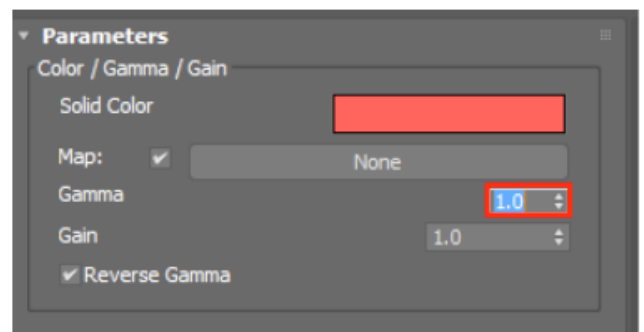 Parameters
Color / Gamma / Gain
Solid Color
Map: None
Gamma 1.0
Gain 1.0
Reverse Gamma